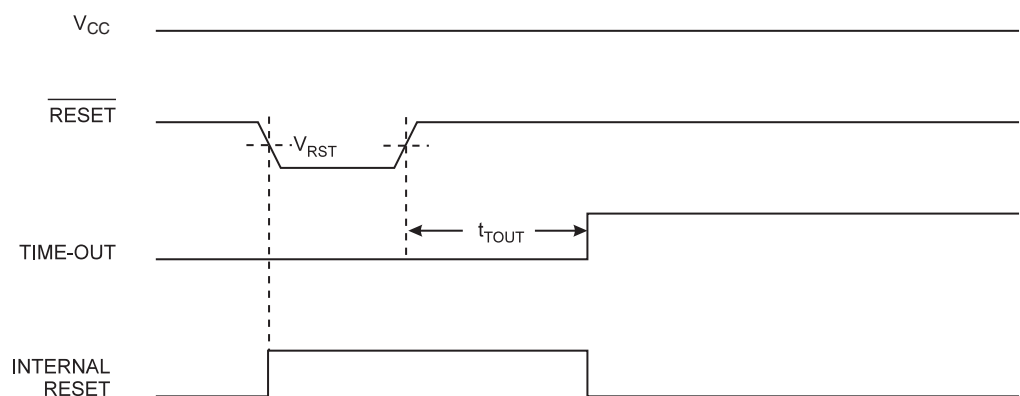 VCC
RESET
VRST
tTOUT
TIME-OUT
INTERNAL
RESET